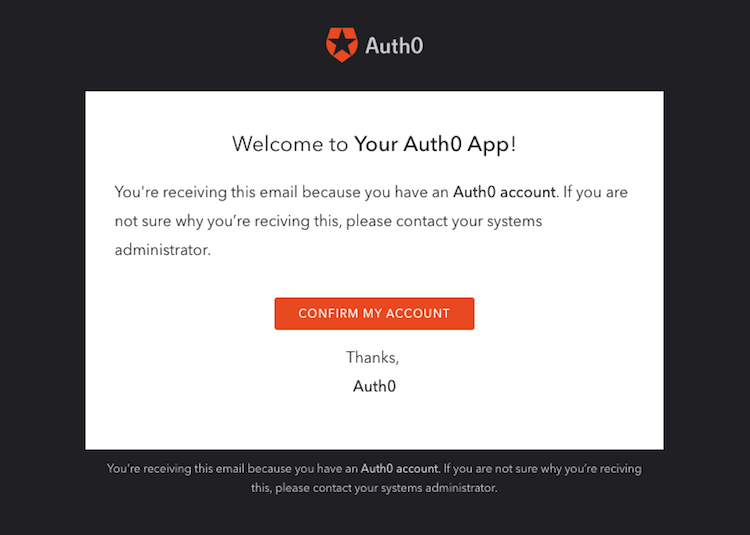 Auth0
Welcome to Your Auth0 App!
You're receiving this email because you have an Auth0 account. If you are
not sure why you’re reciving this, please contact your systems
administrator.
CONFIRM MY ACCOUNT
Thanks,
Auth0
You're receiving this email because you have an Auth0 account. If you are not sure why you’re reciving
this, please contact your systems administrator.